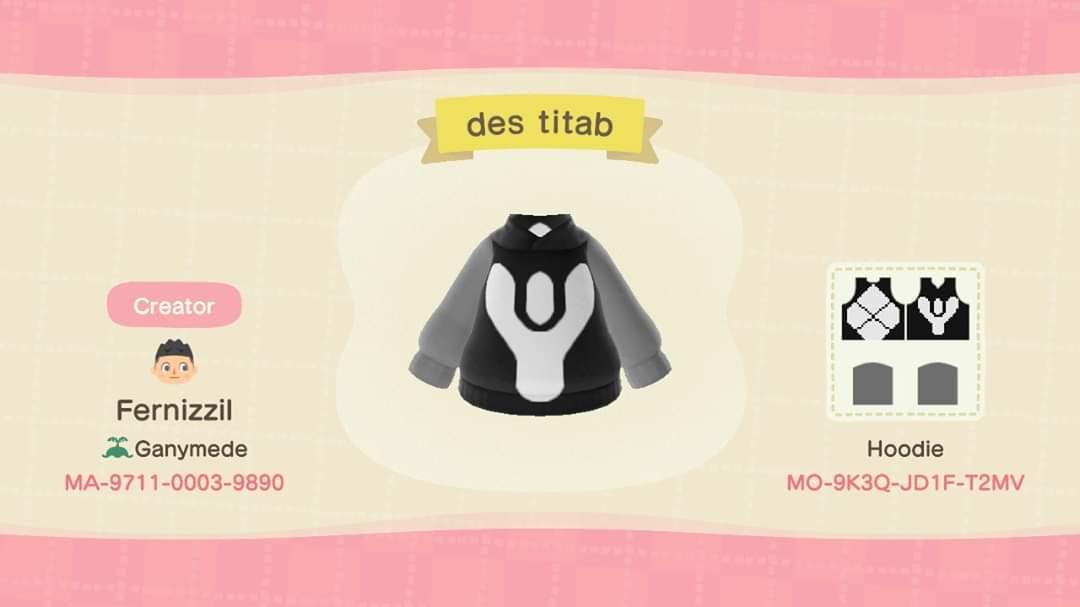 des titab
Creator
Fernizzil
Ganymede
MA-9711-0003-9890
Hoodie
MO-9K3Q-JD1F-T2MV